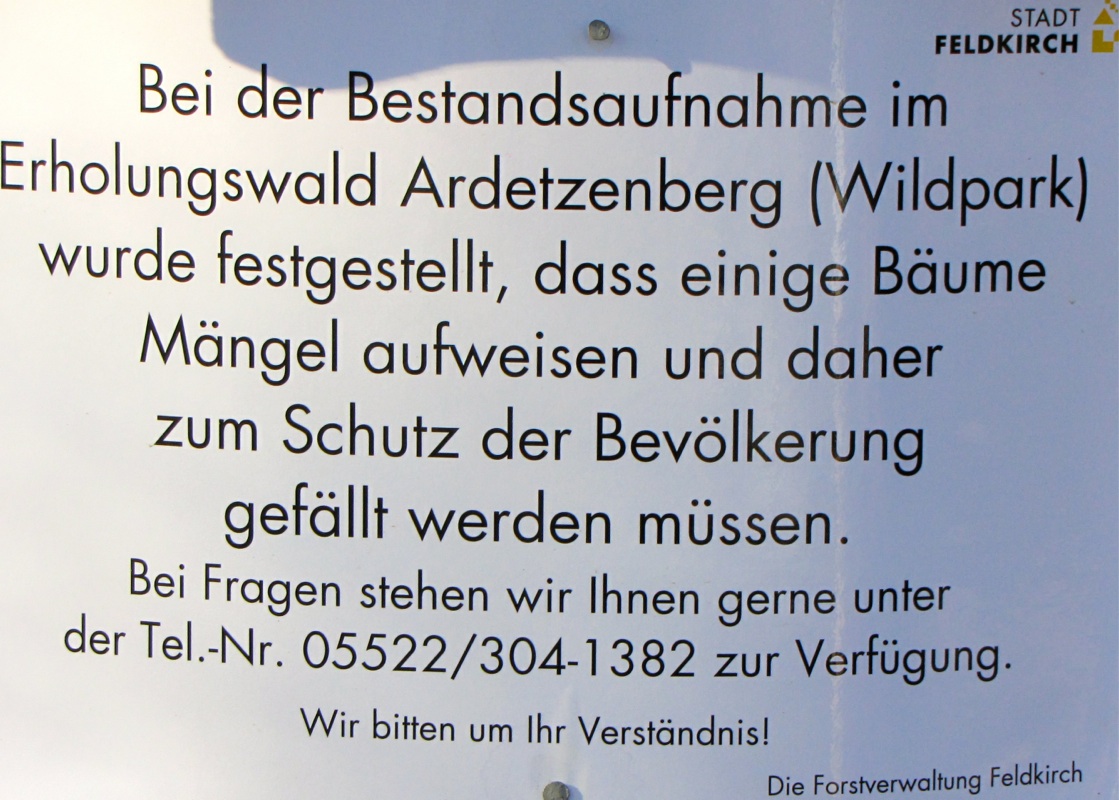 STADT
FELDKIRCH
Bei der Bestandsaufnahme im
Erholungswald Ardetzenberg (Wildpark)
wurde festgestellt, dass einige Bäume
Mängel aufweisen und daher
zum Schutz der Bevölkerung
gefällt werden müssen.
Bei Fragen stehen wir Ihnen gerne unter
der Tel.-Nr. 05522/304-1382 zur Verfügung.
Wir bitten um Ihr Verständnis!
Die Forstverwaltung Feldkirch